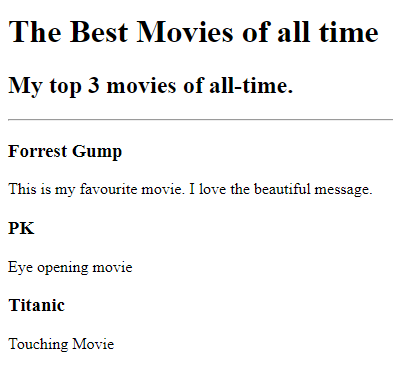 The Best Movies of all time
My top 3 movies of all-time.
Forrest Gump
This is my favourite movie. I love the beautiful message.
PK
Eye opening movie
Titanic
Touching Movie